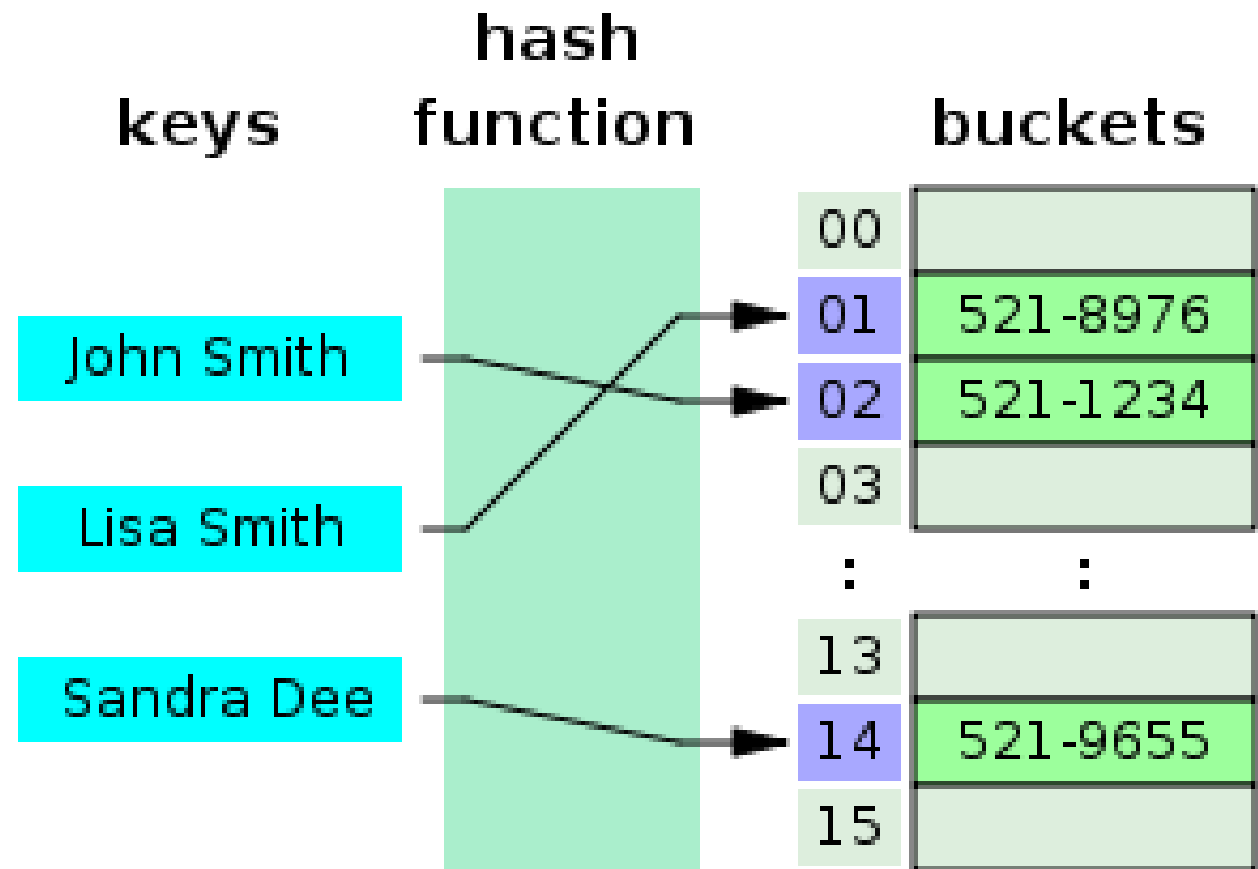 hash
keys function buckets
00
01 521-8976
John Smith
02 521-1234
03
Lisa Smith
: :
13
Sandra Dee
14 521-9655
15